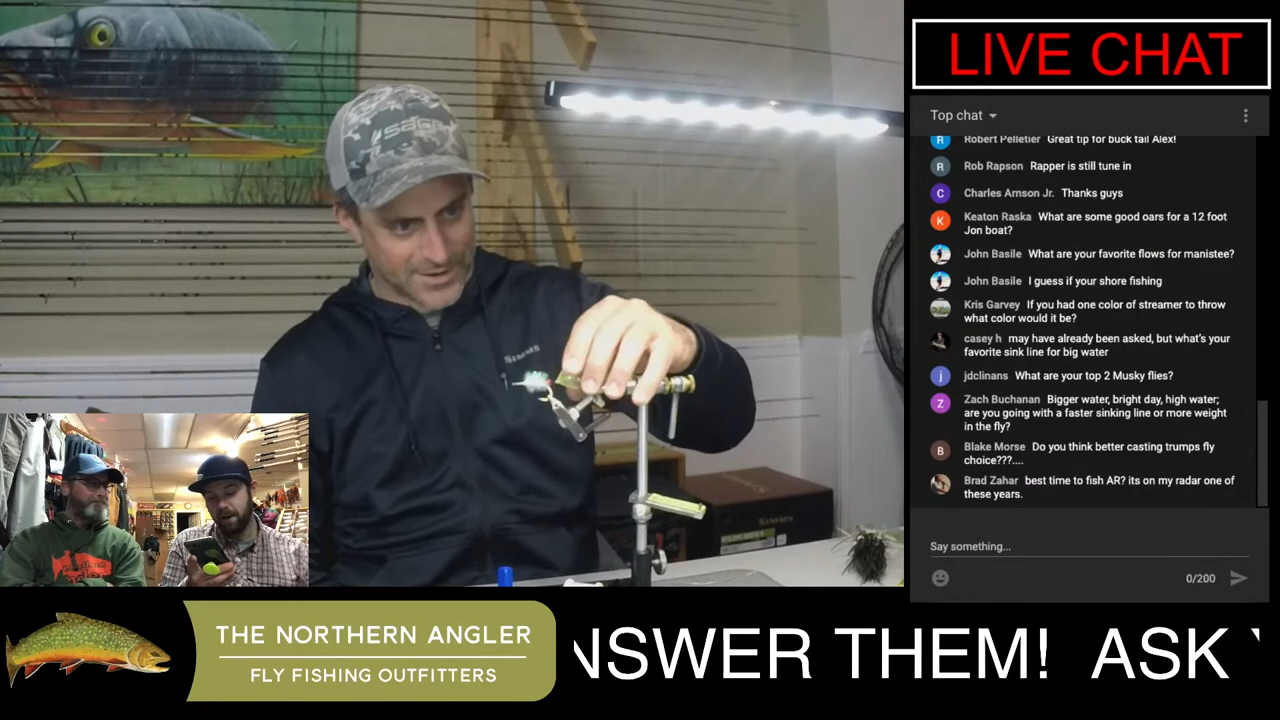 SAGE
SIMMS
SIMMS
LIVE CHAT
Top chat
Robert Pelletier Great tip for buck tail Alex!
Rob Rapson Rapper is still tune in
Charles Arnson Jr. Thanks guys
Keaton Raska What are some good oars for a 12 foot
Jon boat?
John Basile What are your favorite flows for manistee?
John Basile I guess if your shore fishing
Kris Garvey If you had one color of streamer to throw
what color would it be?
casey h may have already been asked, but what's your
favorite sink line for big water
jdclinans What are your top 2 Musky flies?
Zach Buchanan Bigger water, bright day, high water;
are you going with a faster sinking line or more weight
in the fly?
Blake Morse Do you think better casting trumps fly
choice???....
Brad Zahar best time to fish AR? its on my radar one of
these years.
Say something...
0/200
THE NORTHERN ANGLER
FLY FISHING OUTFITTERS
NSWER THEM! ASK